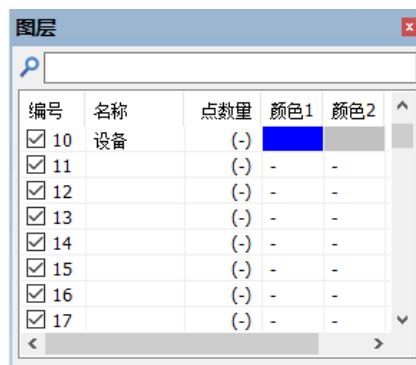 图层
编号 名称 点数量 颜色1 颜色2
10 设备 (-)
11 (-) - -
12 (-) - -
13 (-) - -
14 (-) - -
15 (-) - -
16 (-) - -
17 (-) - -